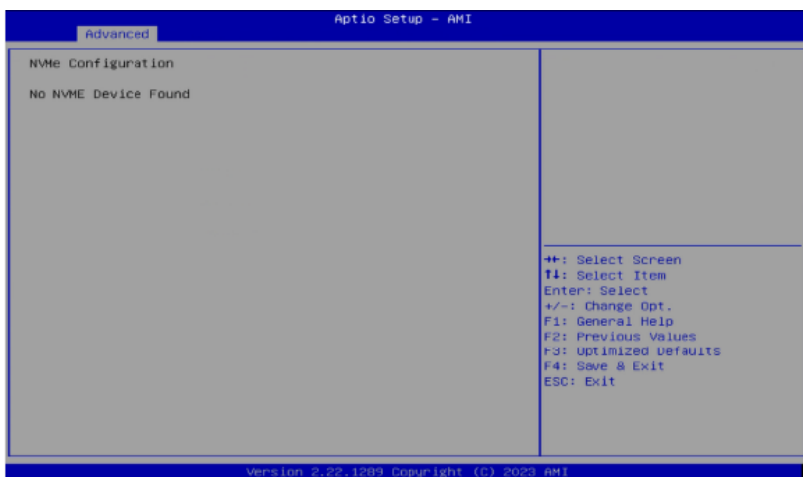 Aptio Setup - AMI
Advanced
NVMe Configuration
No NVME Device Found
→←: Select Screen
↑↓: Select Item
Enter: Select
+/-: Change Opt.
F1: General Help
F2: Previous Values
F3: Optimized Defaults
F4: Save & Exit
ESC: Exit
Version 2.22.1289 Copyright (C) 2023 AMI